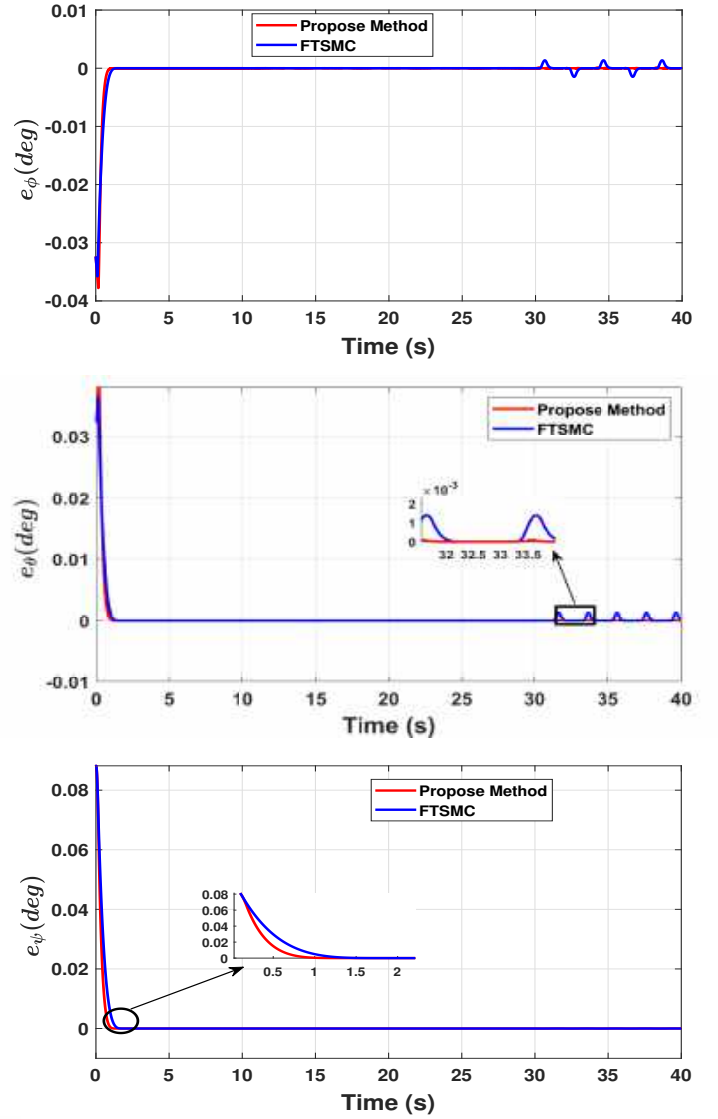 0.01
Propose Method
FTSMC
0
-0.01
-0.02
-0.03
-0.04
e_ϕ(deg)
0 5 10 15 20 25 30 35 40
Time (s)
0.03
0.02
0.01
0
-0.01
e_θ(deg)
Propose Method
FTSMC
× 10^-3
2
1
0
32 32.5 33 33.5
0 5 10 15 20 25 30 35 40
Time (s)
0.08
0.06
0.04
0.02
0
e_ψ(deg)
Propose Method
FTSMC
0.08
0.06
0.04
0.02
0
0.5 1 1.5 2
0 5 10 15 20 25 30 35 40
Time (s)